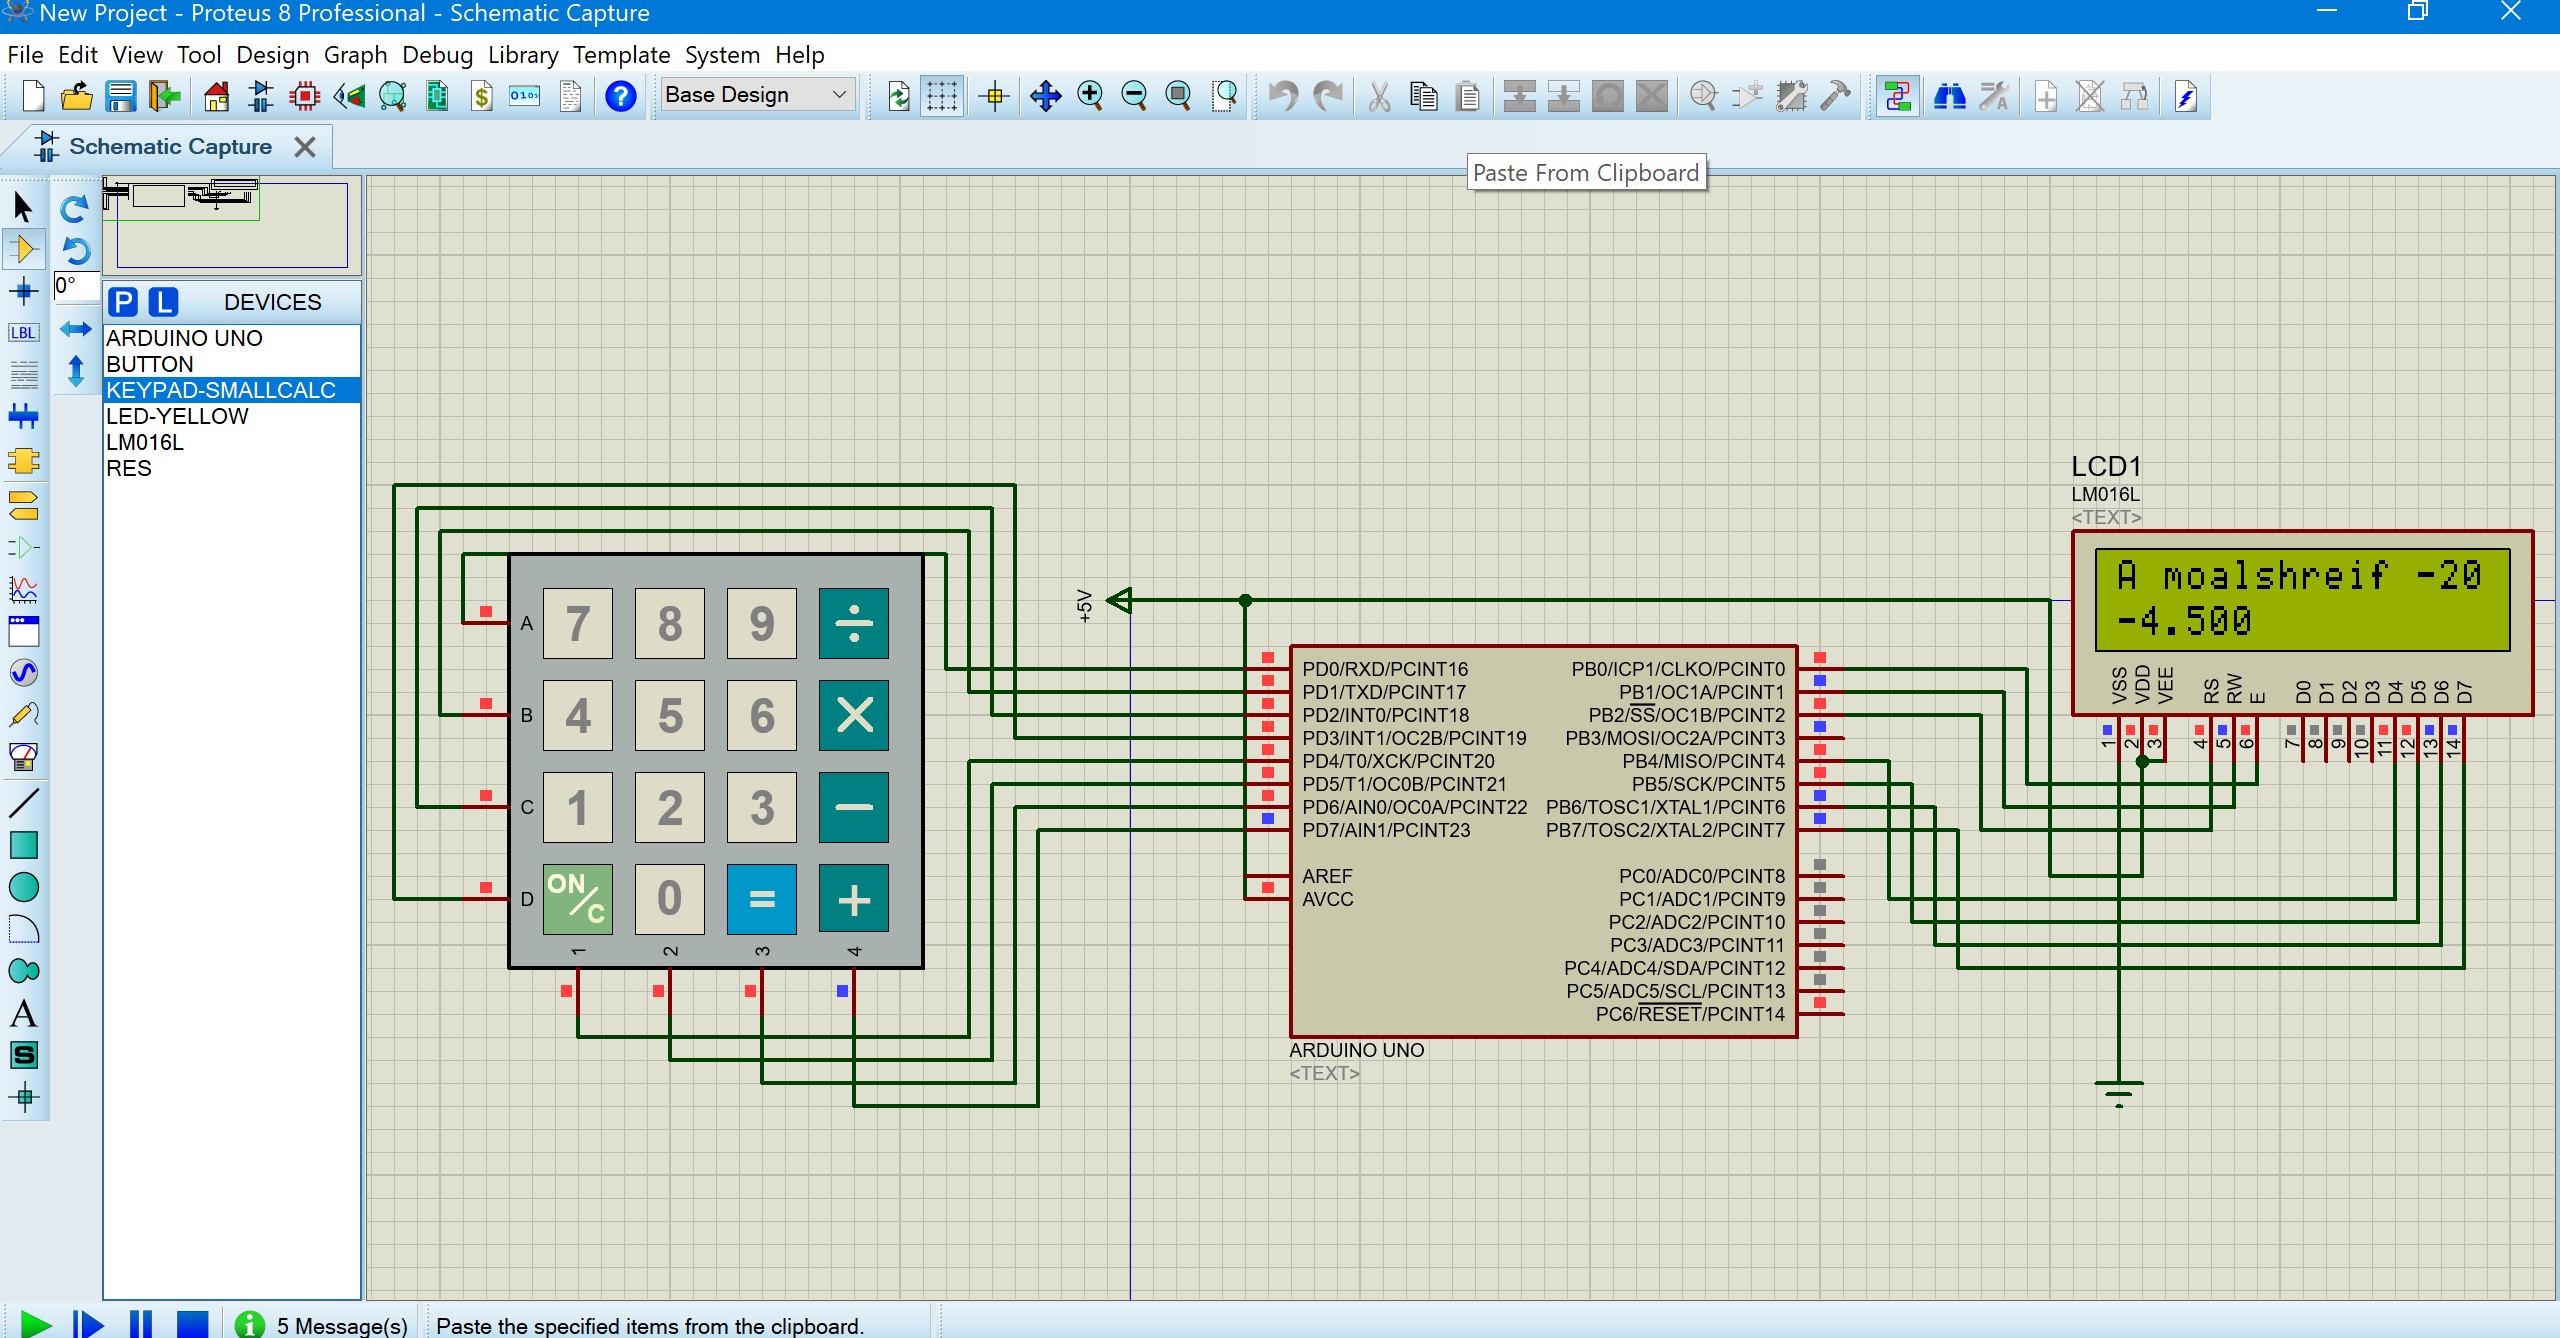 New Project - Proteus 8 Professional - Schematic Capture
File Edit View Tool Design Graph Debug Library Template System Help
Base Design
Schematic Capture
Paste From Clipboard
0°
LBL
P L DEVICES
ARDUINO UNO
BUTTON
KEYPAD-SMALLCALC
LED-YELLOW
LM016L
RES
A 7 8 9 ÷
B 4 5 6 ×
C 1 2 3 −
D ON/C 0 = +
1 2 3 4
+5V
PD0/RXD/PCINT16
PD1/TXD/PCINT17
PD2/INT0/PCINT18
PD3/INT1/OC2B/PCINT19
PD4/T0/XCK/PCINT20
PD5/T1/OC0B/PCINT21
PD6/AIN0/OC0A/PCINT22
PD7/AIN1/PCINT23
AREF
AVCC
PB0/ICP1/CLKO/PCINT0
PB1/OC1A/PCINT1
PB2/SS/OC1B/PCINT2
PB3/MOSI/OC2A/PCINT3
PB4/MISO/PCINT4
PB5/SCK/PCINT5
PB6/TOSC1/XTAL1/PCINT6
PB7/TOSC2/XTAL2/PCINT7
PC0/ADC0/PCINT8
PC1/ADC1/PCINT9
PC2/ADC2/PCINT10
PC3/ADC3/PCINT11
PC4/ADC4/SDA/PCINT12
PC5/ADC5/SCL/PCINT13
PC6/RESET/PCINT14
ARDUINO UNO
<TEXT>
LCD1
LM016L
<TEXT>
A moalshreif -20
-4.500
VSS VDD VEE RS RW E D0 D1 D2 D3 D4 D5 D6 D7
1 2 3 4 5 6 7 8 9 10 11 12 13 14
A
S
5 Message(s)
Paste the specified items from the clipboard.